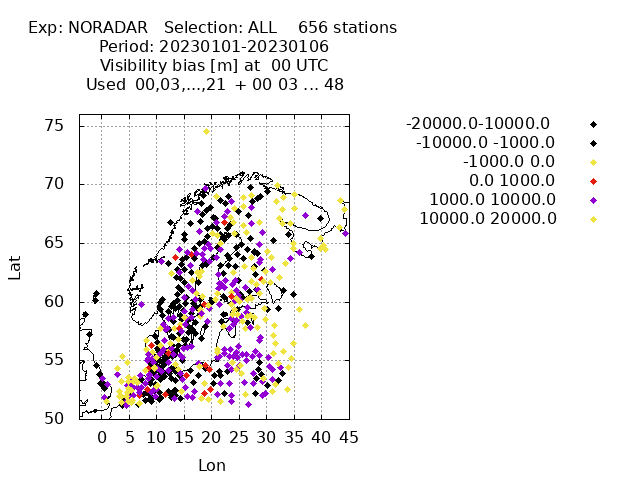 Exp: NORADAR   Selection: ALL    656 stations
Period: 20230101-20230106
Visibility bias [m] at  00 UTC
Used  00,03,...,21  + 00 03 ... 48
-20000.0-10000.0
-10000.0 -1000.0
-1000.0 0.0
0.0 1000.0
1000.0 10000.0
10000.0 20000.0
75
70
65
60
55
50
Lat
0 5 10 15 20 25 30 35 40 45
Lon